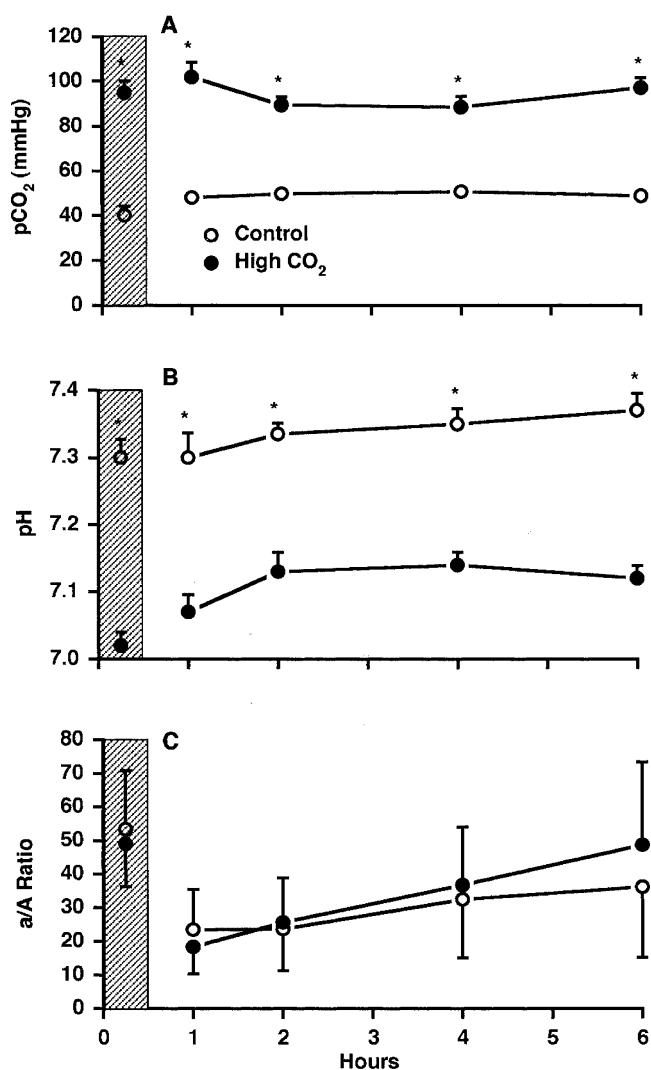 A
120
100
80
60
40
20
0
pCO₂ (mmHg)
* * * * *
Control
High CO₂
B
7.4
7.3
7.2
7.1
7.0
pH
* * * * *
C
80
70
60
50
40
30
20
10
0
a/A Ratio
0 1 2 3 4 5 6
Hours